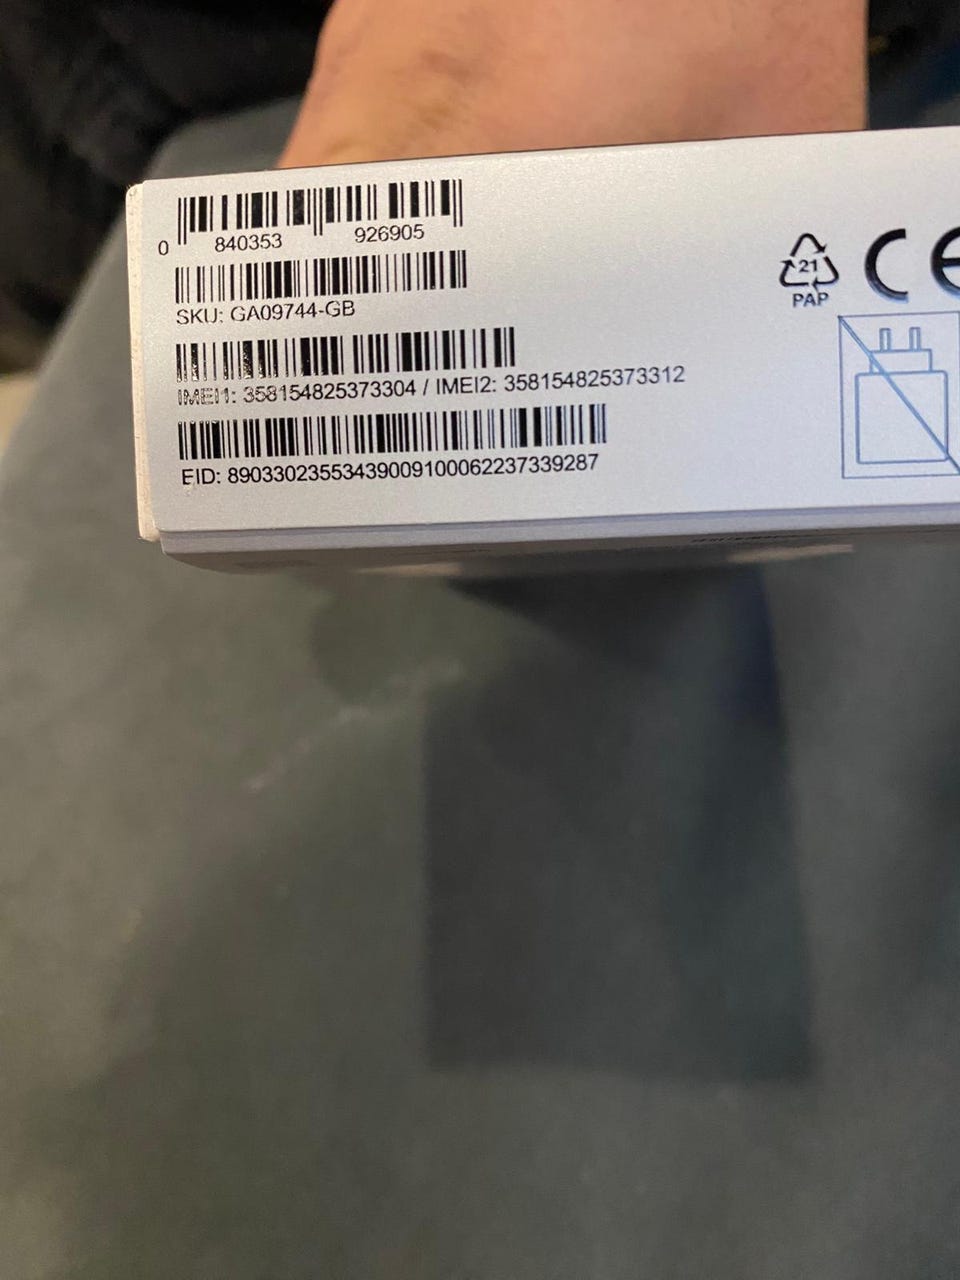 0 840353 926905
SKU: GA09744-GB
IMEI1: 358154825373304 / IMEI2: 358154825373312
EID: 89033023553439009100062237339287
21
PAP
CE